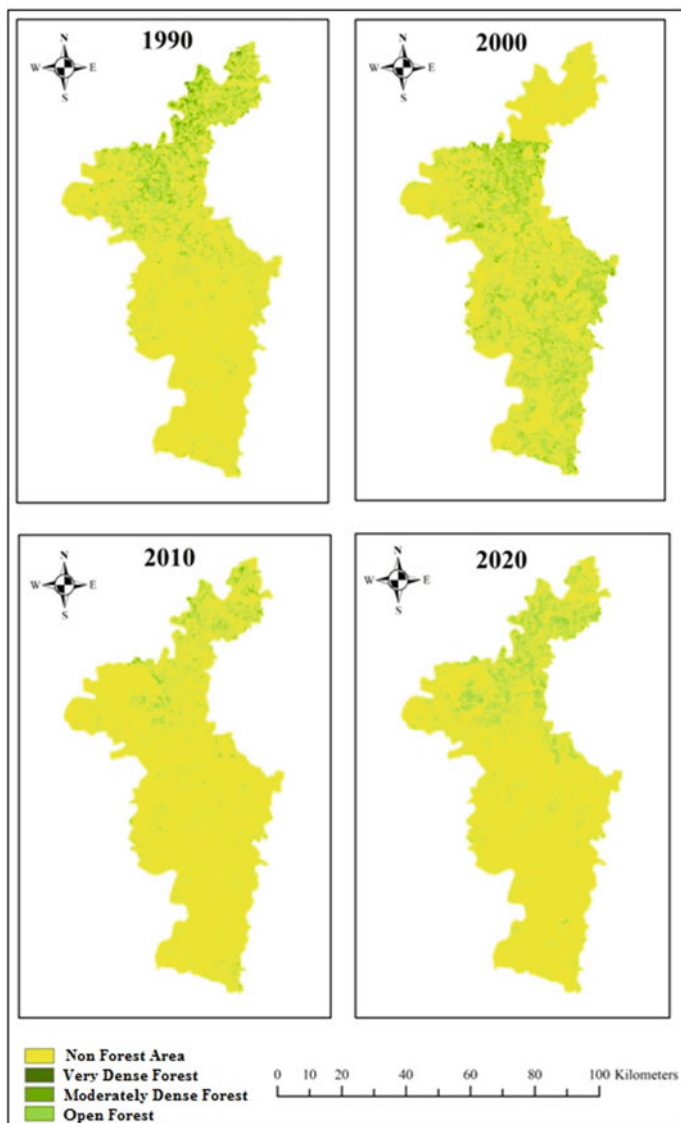 1990
N
W E
S
2000
N
W E
S
2010
N
W E
S
2020
N
W E
S
Non Forest Area
Very Dense Forest
Moderately Dense Forest
Open Forest
0 10 20 40 60 80 100 Kilometers